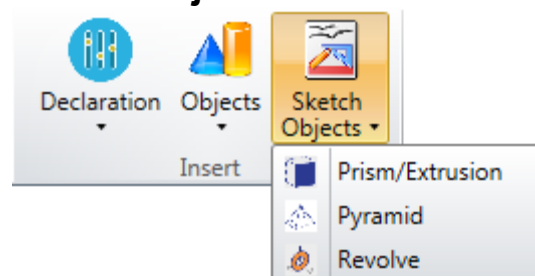 Declaration Objects Sketch
Objects
Insert
Prism/Extrusion
Pyramid
Revolve